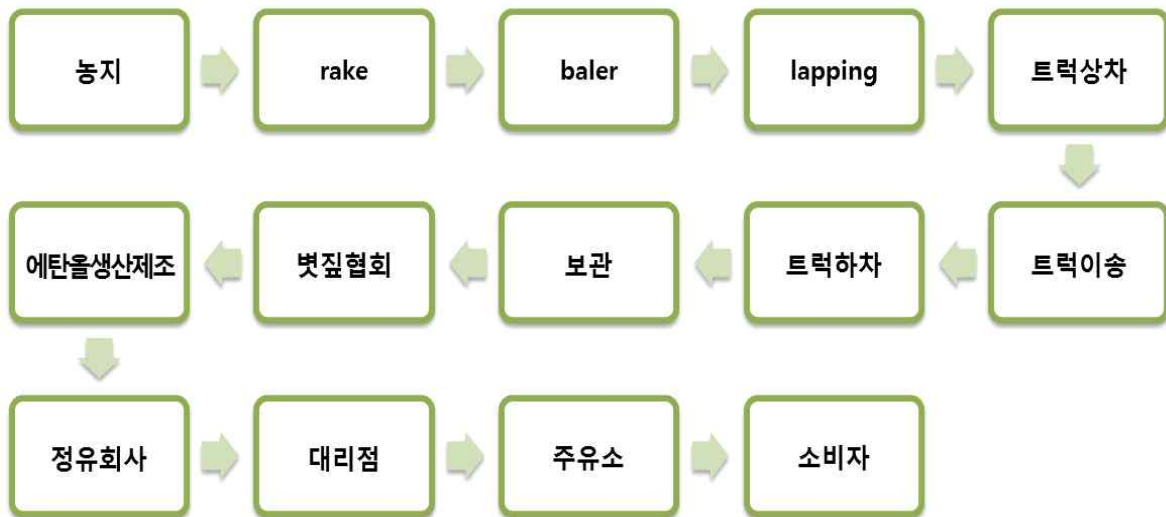 농지
rake
baler
lapping
트럭상차
트럭이송
트럭하차
보관
볏짚협회
에탄올생산제조
정유회사
대리점
주유소
소비자